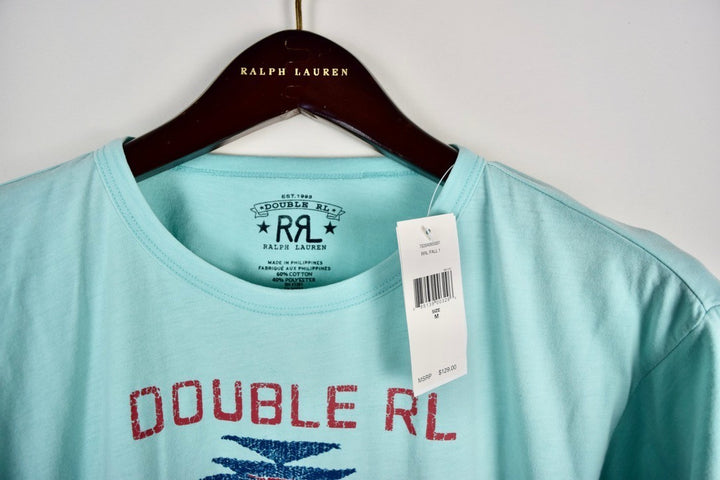 RALPH LAUREN
EST. 1993
DOUBLE RL
RRL
RALPH LAUREN
MADE IN PHILIPPINES
FABRIQUÉ AUX PHILIPPINES
60% COTTON
40% POLYESTER
RRL FALL 1
SIZE
M
MSRP $129.00
DOUBLE RL